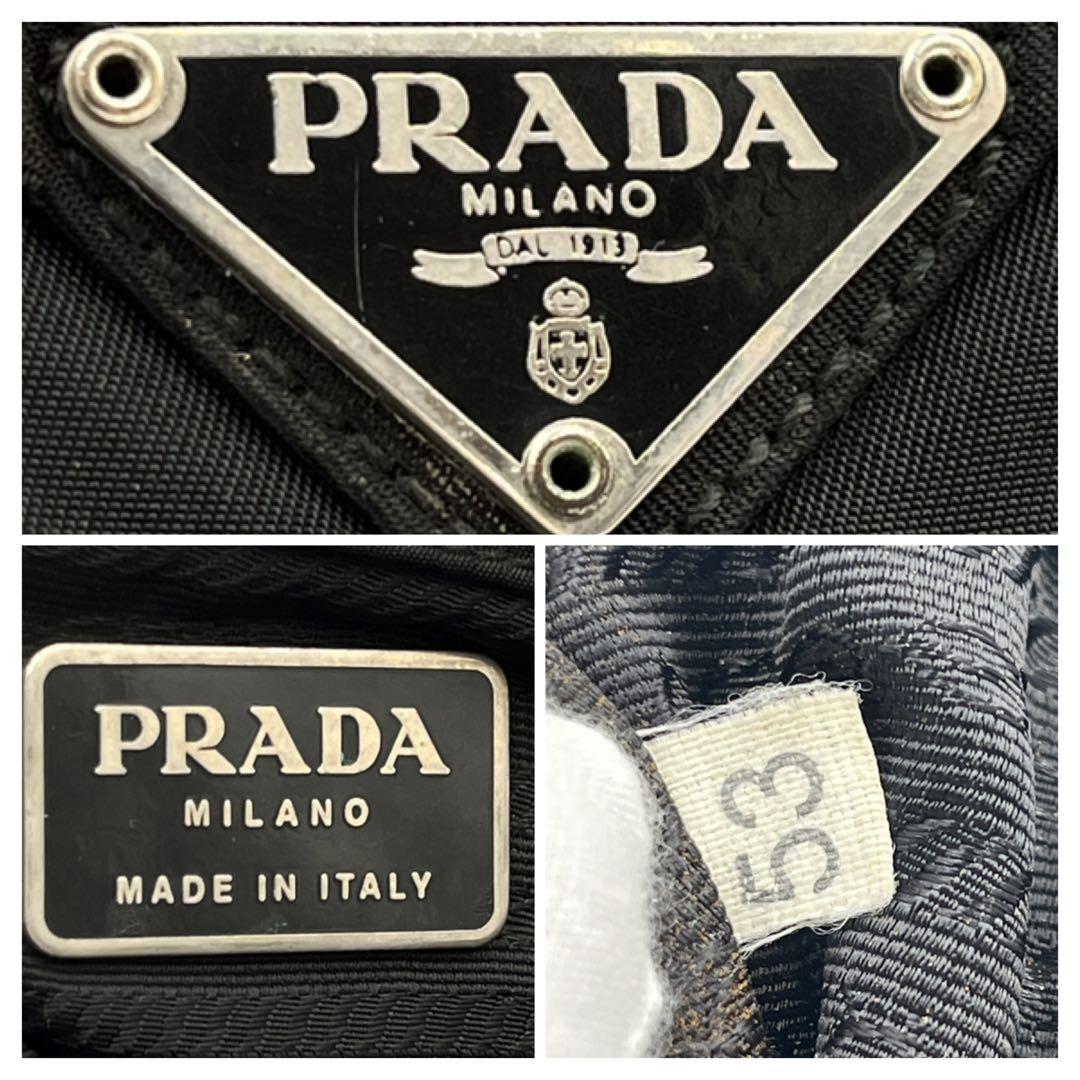 PRADA
MILANO
DAL 1913
PRADA
MILANO
MADE IN ITALY
53